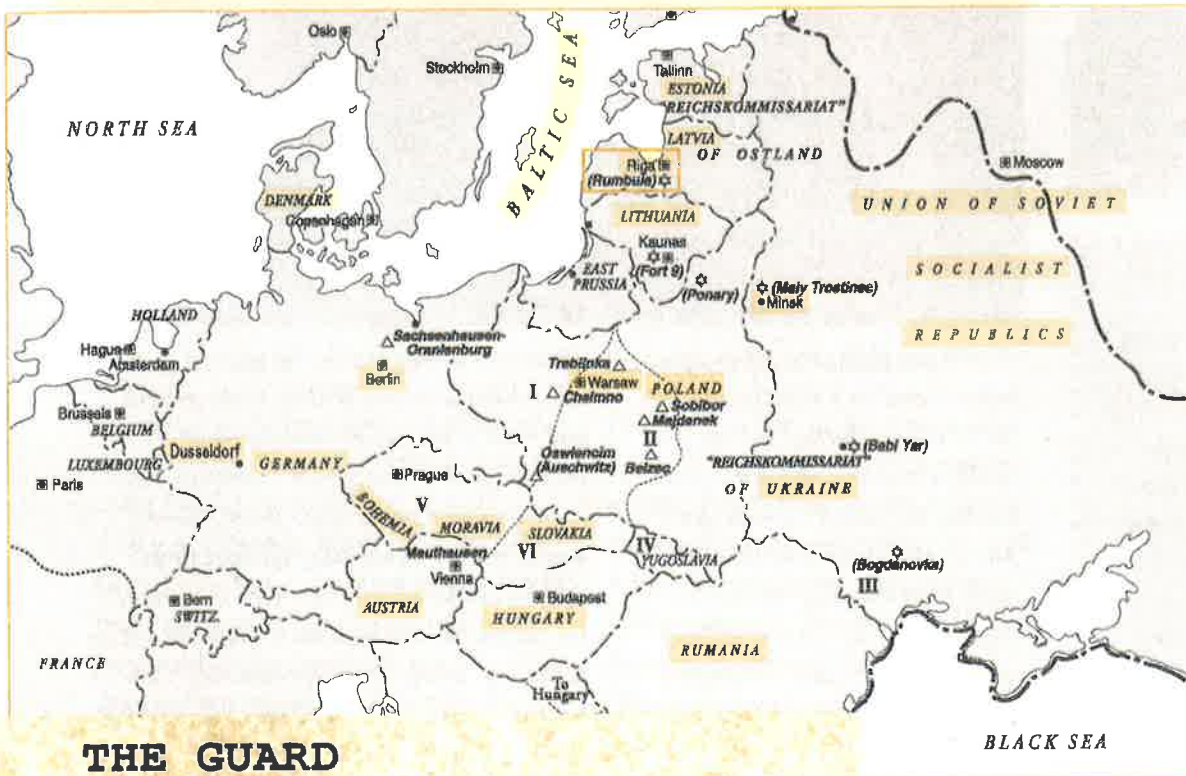 Oslo
Stockholm
Tallinn
ESTONIA
"REICHSKOMMISSARIAT"
NORTH SEA
BALTIC SEA
LATVIA
OF OSTLAND
Moscow
Riga
(Rumbula)
DENMARK
Copenhagen
UNION OF SOVIET
LITHUANIA
Kaunas
(Fort 9)
EAST
PRUSSIA
SOCIALIST
(Ponary)
(Maly Trostinec)
Minsk
HOLLAND
REPUBLICS
Sachsenhausen-
Oranienburg
Hague
Amsterdam
Berlin
Treblinka
I
Warsaw
Chelmno
POLAND
Sobibor
Majdanek
Brussels
BELGIUM
II
Dusseldorf
(Babi Yar)
LUXEMBOURG
GERMANY
Oswiencim
(Auschwitz)
Belzec
"REICHSKOMMISSARIAT"
Paris
Prague
OF UKRAINE
V
BOHEMIA
MORAVIA
SLOVAKIA
VI
IV
YUGOSLAVIA
Mauthausen
Vienna
(Bogdanovka)
III
Bern
SWITZ.
AUSTRIA
Budapest
HUNGARY
FRANCE
RUMANIA
To
Hungary
BLACK SEA
THE GUARD